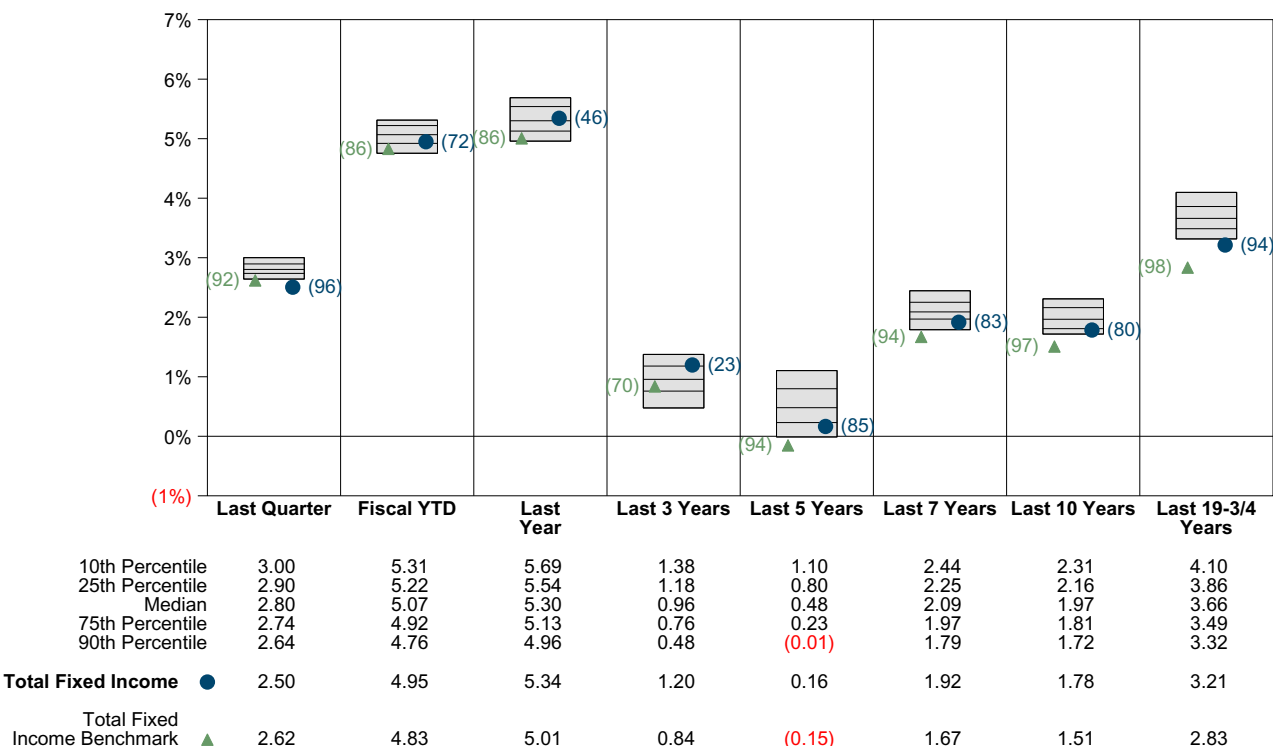 7%
6%
5%
4%
3%
2%
1%
0%
(1%)
(92) (96)
(86) (72)
(86) (46)
(70) (23)
(94) (85)
(94) (83)
(97) (80)
(98) (94)
Last Quarter Fiscal YTD Last Year Last 3 Years Last 5 Years Last 7 Years Last 10 Years Last 19-3/4 Years
10th Percentile 3.00 5.31 5.69 1.38 1.10 2.44 2.31 4.10
25th Percentile 2.90 5.22 5.54 1.18 0.80 2.25 2.16 3.86
Median 2.80 5.07 5.30 0.96 0.48 2.09 1.97 3.66
75th Percentile 2.74 4.92 5.13 0.76 0.23 1.97 1.81 3.49
90th Percentile 2.64 4.76 4.96 0.48 (0.01) 1.79 1.72 3.32
Total Fixed Income 2.50 4.95 5.34 1.20 0.16 1.92 1.78 3.21
Total Fixed
Income Benchmark 2.62 4.83 5.01 0.84 (0.15) 1.67 1.51 2.83